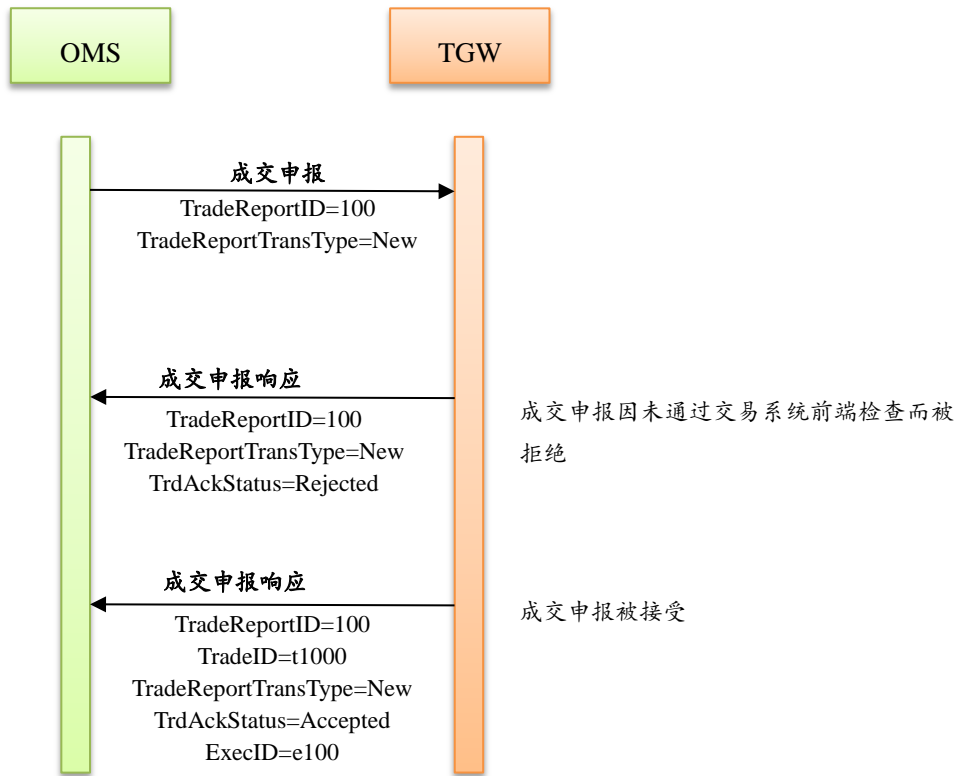 OMS
TGW
成交申报
TradeReportID=100
TradeReportTransType=New
成交申报响应
TradeReportID=100
TradeReportTransType=New
TrdAckStatus=Rejected
成交申报因未通过交易系统前端检查而被
拒绝
成交申报响应
TradeReportID=100
TradeID=t1000
TradeReportTransType=New
TrdAckStatus=Accepted
ExecID=e100
成交申报被接受